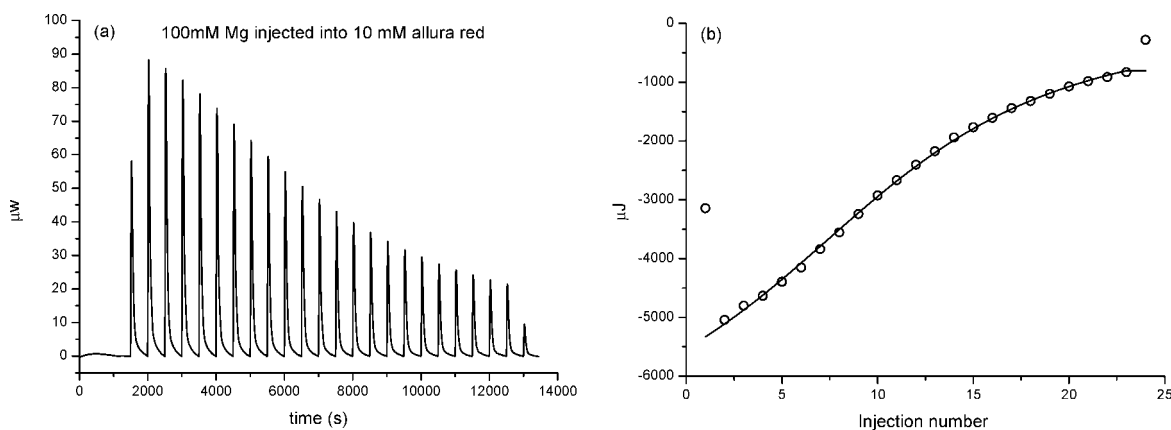 (a)
100mM Mg injected into 10 mM allura red
100
90
80
70
60
50
40
30
20
10
0
μw
0 2000 4000 6000 8000 10000 12000 14000
time (s)
(b)
0
-1000
-2000
-3000
-4000
-5000
-6000
μJ
0 5 10 15 20 25
Injection number